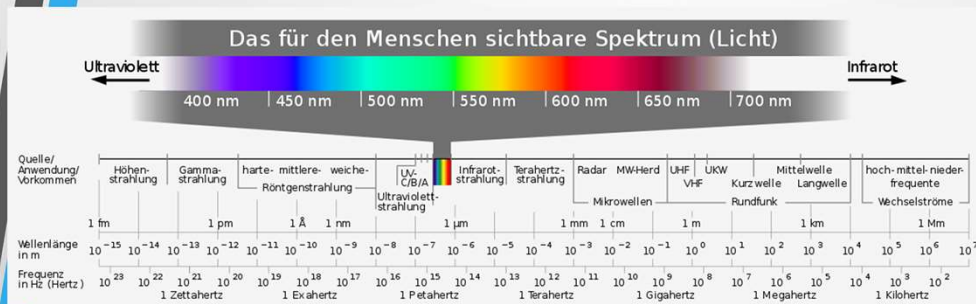 Das für den Menschen sichtbare Spektrum (Licht)
Ultraviolett
Infrarot
400 nm 450 nm 500 nm 550 nm 600 nm 650 nm 700 nm
Quelle/
Anwendung/
Vorkommen
Höhen-
strahlung
Gamma-
strahlung
harte- mittlere- weiche-
Röntgenstrahlung
UV-
C/B/A
Ultraviolett-
strahlung
Infrarot-
strahlung
Terahertz-
strahlung
Radar MW-Herd
Mikrowellen
UHF UKW Mittelwelle
VHF Kurzwelle Langwelle
Rundfunk
hoch- mittel- nieder-
frequente
Wechselströme
1 fm 1 pm 1 Å 1 nm 1 µm 1 mm 1 cm 1 m 1 km 1 Mm
Wellenlänge
in m
10⁻¹⁵ 10⁻¹⁴ 10⁻¹³ 10⁻¹² 10⁻¹¹ 10⁻¹⁰ 10⁻⁹ 10⁻⁸ 10⁻⁷ 10⁻⁶ 10⁻⁵ 10⁻⁴ 10⁻³ 10⁻² 10⁻¹ 10⁰ 10¹ 10² 10³ 10⁴ 10⁵ 10⁶ 10⁷
Frequenz
in Hz (Hertz)
10²³ 10²² 10²¹ 10²⁰ 10¹⁹ 10¹⁸ 10¹⁷ 10¹⁶ 10¹⁵ 10¹⁴ 10¹³ 10¹² 10¹¹ 10¹⁰ 10⁹ 10⁸ 10⁷ 10⁶ 10⁵ 10⁴ 10³ 10²
1 Zettahertz 1 Exahertz 1 Petahertz 1 Terahertz 1 Gigahertz 1 Megahertz 1 Kilohertz